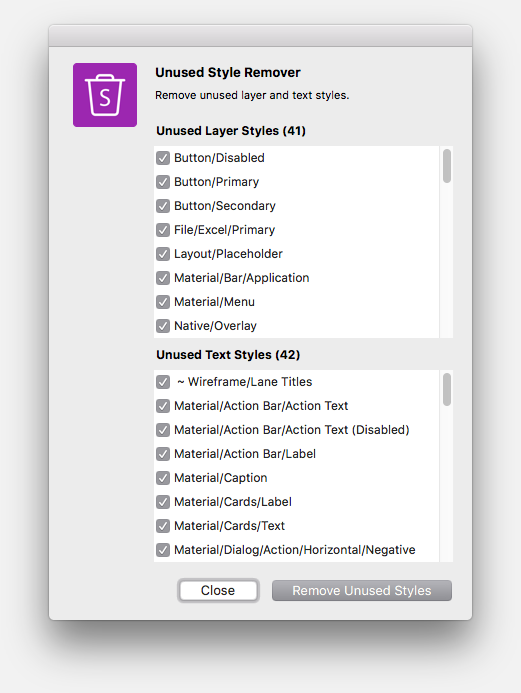 S
Unused Style Remover
Remove unused layer and text styles.
Unused Layer Styles (41)
Button/Disabled
Button/Primary
Button/Secondary
File/Excel/Primary
Layout/Placeholder
Material/Bar/Application
Material/Menu
Native/Overlay
Unused Text Styles (42)
~ Wireframe/Lane Titles
Material/Action Bar/Action Text
Material/Action Bar/Action Text (Disabled)
Material/Action Bar/Label
Material/Caption
Material/Cards/Label
Material/Cards/Text
Material/Dialog/Action/Horizontal/Negative
Close Remove Unused Styles